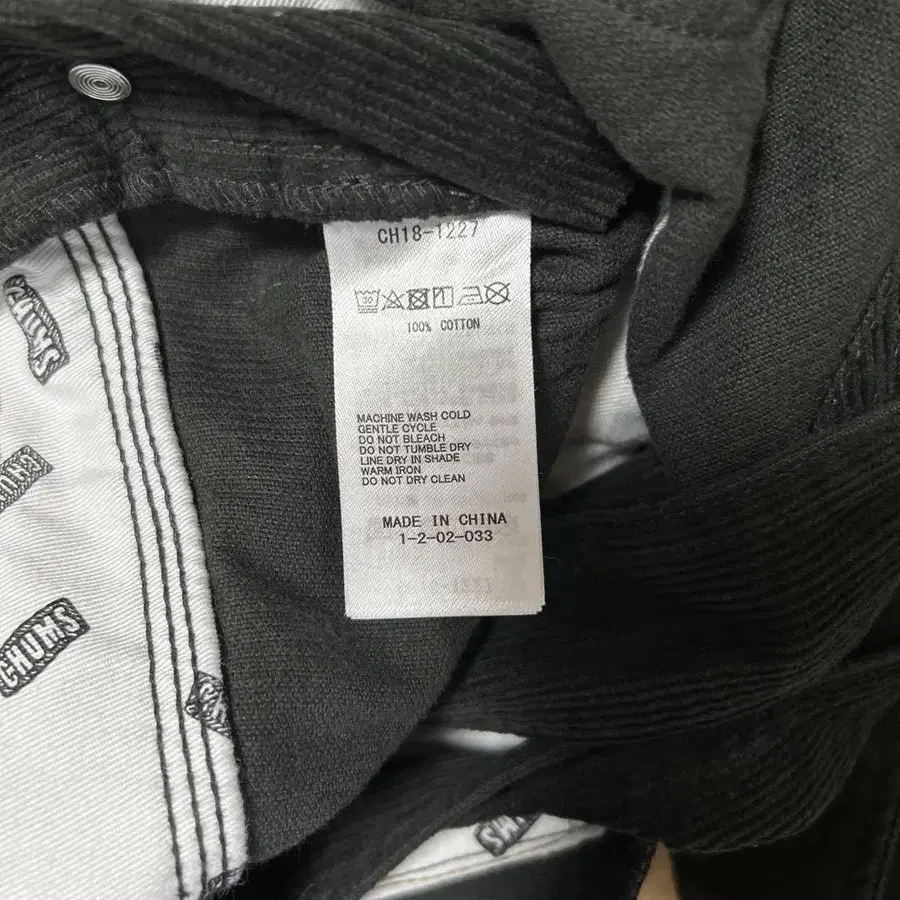 CH18-1227
30
100% COTTON
MACHINE WASH COLD
GENTLE CYCLE
DO NOT BLEACH
DO NOT TUMBLE DRY
LINE DRY IN SHADE
WARM IRON
DO NOT DRY CLEAN
MADE IN CHINA
1-2-02-033
CHUMS
CHUMS
CHUMS